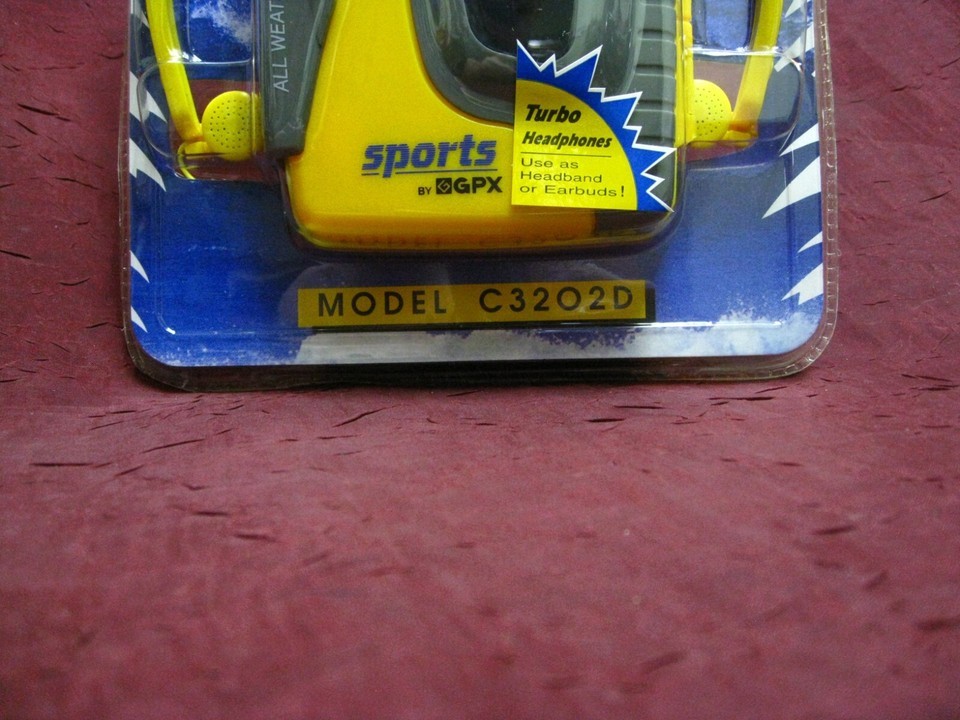 ALL WEAT
sports
BY GPX
Turbo
Headphones
Use as
Headband
or Earbuds!
MODEL C3202D